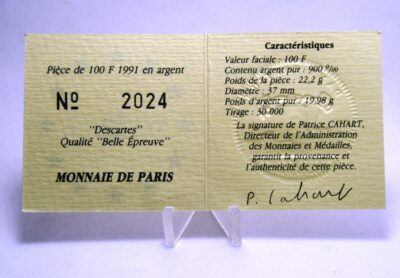 Pièce de 100 F 1991 en argent
Nº 2024
"Descartes"
Qualité "Belle Épreuve"
MONNAIE DE PARIS
Caractéristiques
Valeur faciale : 100 F
Contenu argent pur : 900 ‰
Poids de la pièce : 22,2 g
Diamètre : 37 mm
Poids d'argent pur : 19,98 g
Tirage : 30 000
La signature de Patrice CAHART,
Directeur de l'Administration
des Monnaies et Médailles,
garantit la provenance et
l'authenticité de cette pièce.
P. Cahart